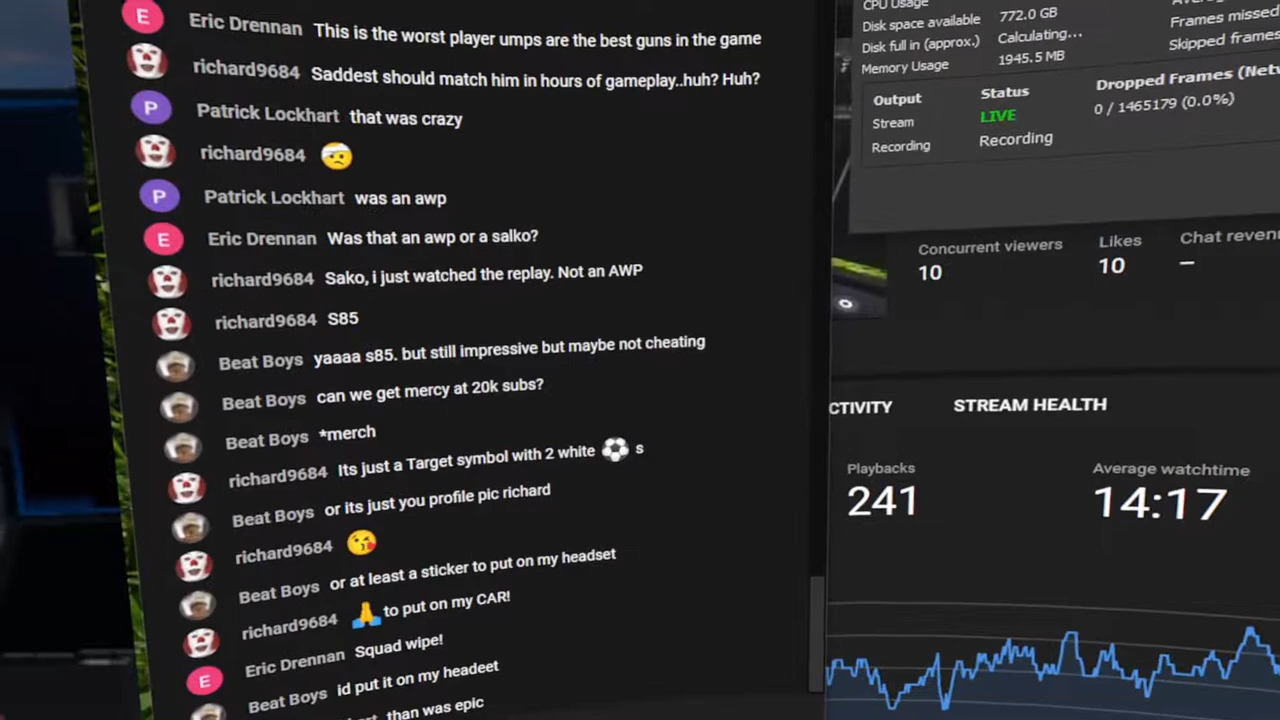 Eric Drennan This is the worst player umps are the best guns in the game
richard9684 Saddest should match him in hours of gameplay..huh? Huh?
Patrick Lockhart that was crazy
richard9684 🤕
Patrick Lockhart was an awp
Eric Drennan Was that an awp or a salko?
richard9684 Sako, i just watched the replay. Not an AWP
richard9684 S85
Beat Boys yaaaa s85. but still impressive but maybe not cheating
Beat Boys can we get mercy at 20k subs?
Beat Boys *merch
richard9684 Its just a Target symbol with 2 white ⚽ s
Beat Boys or its just you profile pic richard
richard9684 😘
Beat Boys or at least a sticker to put on my headset
richard9684 🙏 to put on my CAR!
Eric Drennan Squad wipe!
Beat Boys id put it on my headeet
than was epic
CPU Usage
Disk space available 772.0 GB
Disk full in (approx.) Calculating...
Memory Usage 1945.5 MB
Frames missed
Skipped frames
Output Status Dropped Frames (Netw
Stream LIVE 0 / 1465179 (0.0%)
Recording Recording
Concurrent viewers Likes Chat revenu
10 10 –
CTIVITY STREAM HEALTH
Playbacks Average watchtime
241 14:17
E
P
P
E
E